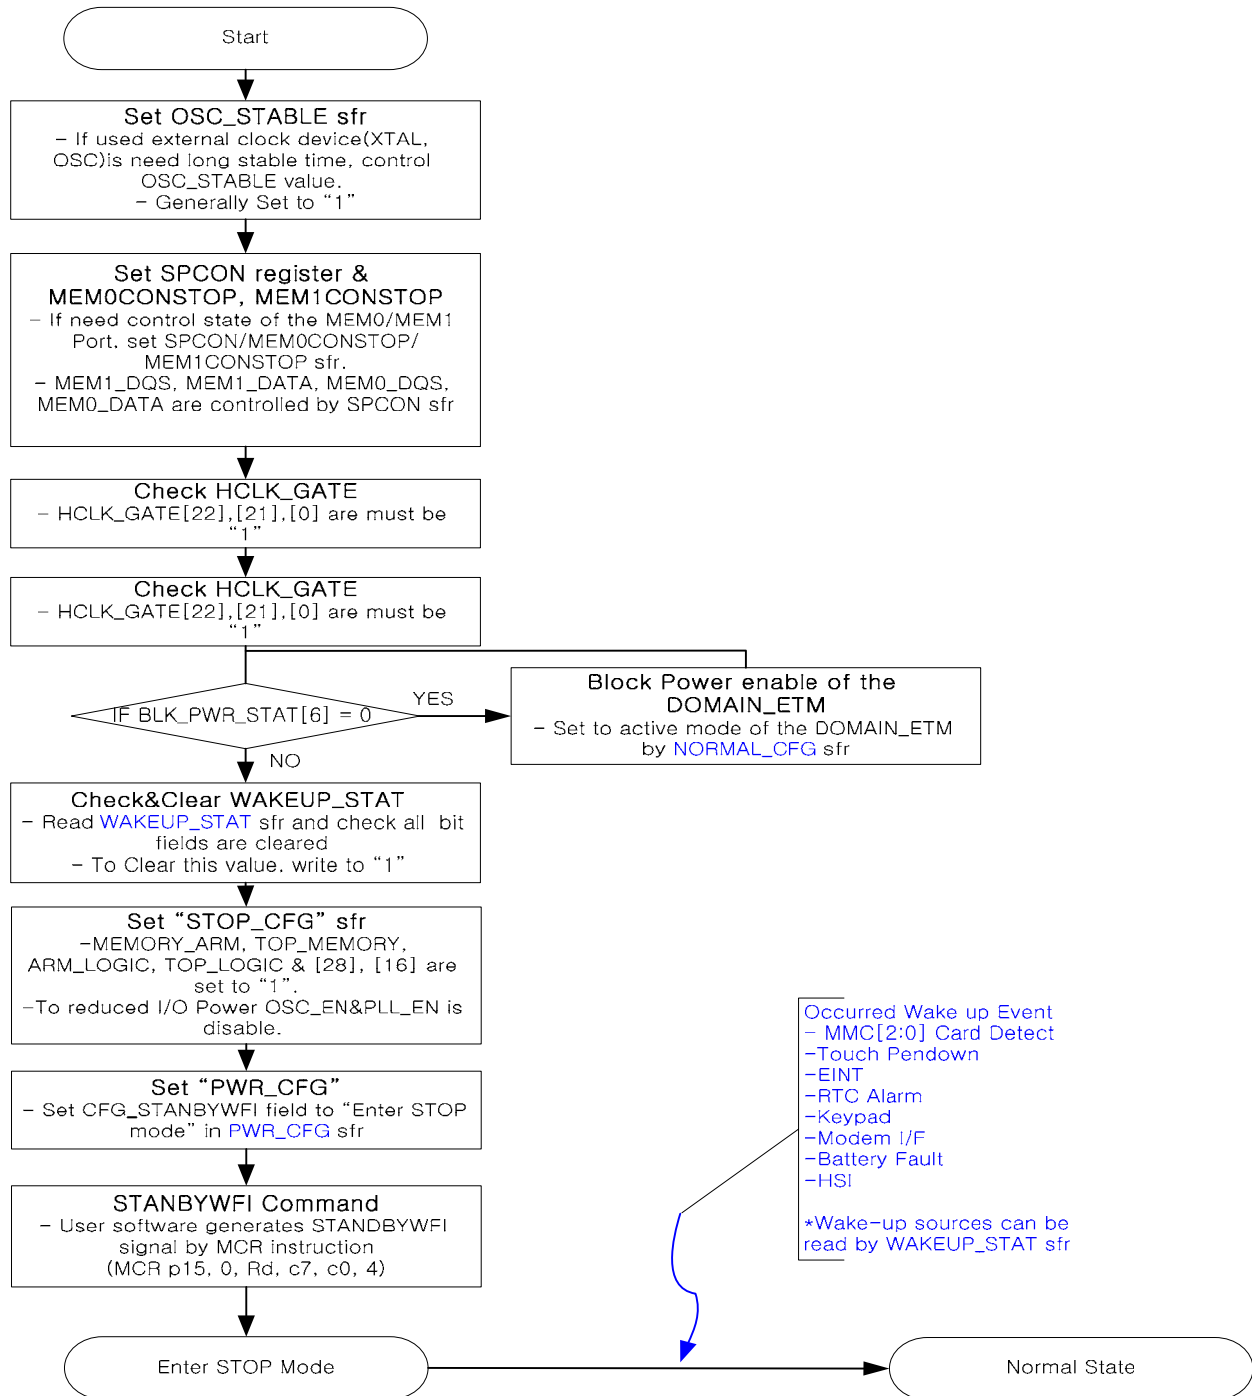 Start
Set OSC_STABLE sfr
- If used external clock device(XTAL,
OSC)is need long stable time, control
OSC_STABLE value.
- Generally Set to “1”
Set SPCON register &
MEM0CONSTOP, MEM1CONSTOP
- If need control state of the MEM0/MEM1
Port, set SPCON/MEM0CONSTOP/
MEM1CONSTOP sfr.
- MEM1_DQS, MEM1_DATA, MEM0_DQS,
MEM0_DATA are controlled by SPCON sfr
Check HCLK_GATE
- HCLK_GATE[22],[21],[0] are must be
“1”
Check HCLK_GATE
- HCLK_GATE[22],[21],[0] are must be
“1”
IF BLK_PWR_STAT[6] = 0
YES
Block Power enable of the
DOMAIN_ETM
- Set to active mode of the DOMAIN_ETM
by NORMAL_CFG sfr
NO
Check&Clear WAKEUP_STAT
- Read WAKEUP_STAT sfr and check all bit
fields are cleared
- To Clear this value, write to “1”
Set “STOP_CFG” sfr
-MEMORY_ARM, TOP_MEMORY,
ARM_LOGIC, TOP_LOGIC & [28], [16] are
set to “1”.
-To reduced I/O Power OSC_EN&PLL_EN is
disable.
Set “PWR_CFG”
- Set CFG_STANBYWFI field to “Enter STOP
mode” in PWR_CFG sfr
STANBYWFI Command
- User software generates STANDBYWFI
signal by MCR instruction
(MCR p15, 0, Rd, c7, c0, 4)
Enter STOP Mode
Occurred Wake up Event
- MMC[2:0] Card Detect
-Touch Pendown
-EINT
-RTC Alarm
-Keypad
-Modem I/F
-Battery Fault
-HSI
*Wake-up sources can be
read by WAKEUP_STAT sfr
Normal State